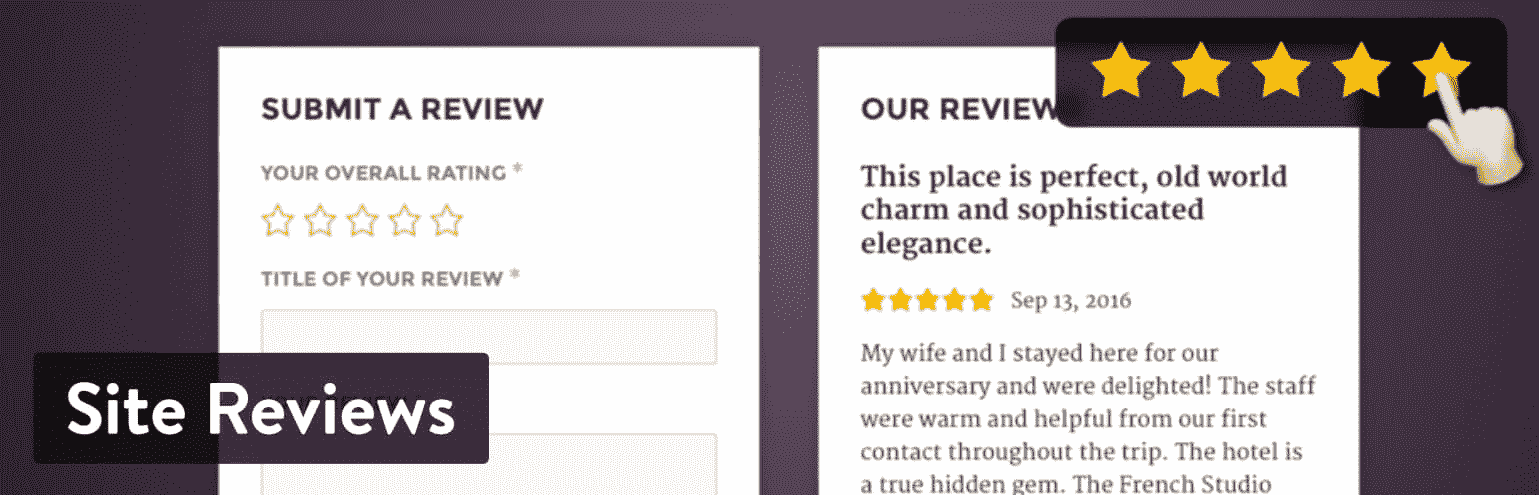 SUBMIT A REVIEW
YOUR OVERALL RATING *
TITLE OF YOUR REVIEW *
Site Reviews
OUR REVIEW
This place is perfect, old world
charm and sophisticated
elegance.
Sep 13, 2016
My wife and I stayed here for our
anniversary and were delighted! The staff
were warm and helpful from our first
contact throughout the trip. The hotel is
a true hidden gem. The French Studio